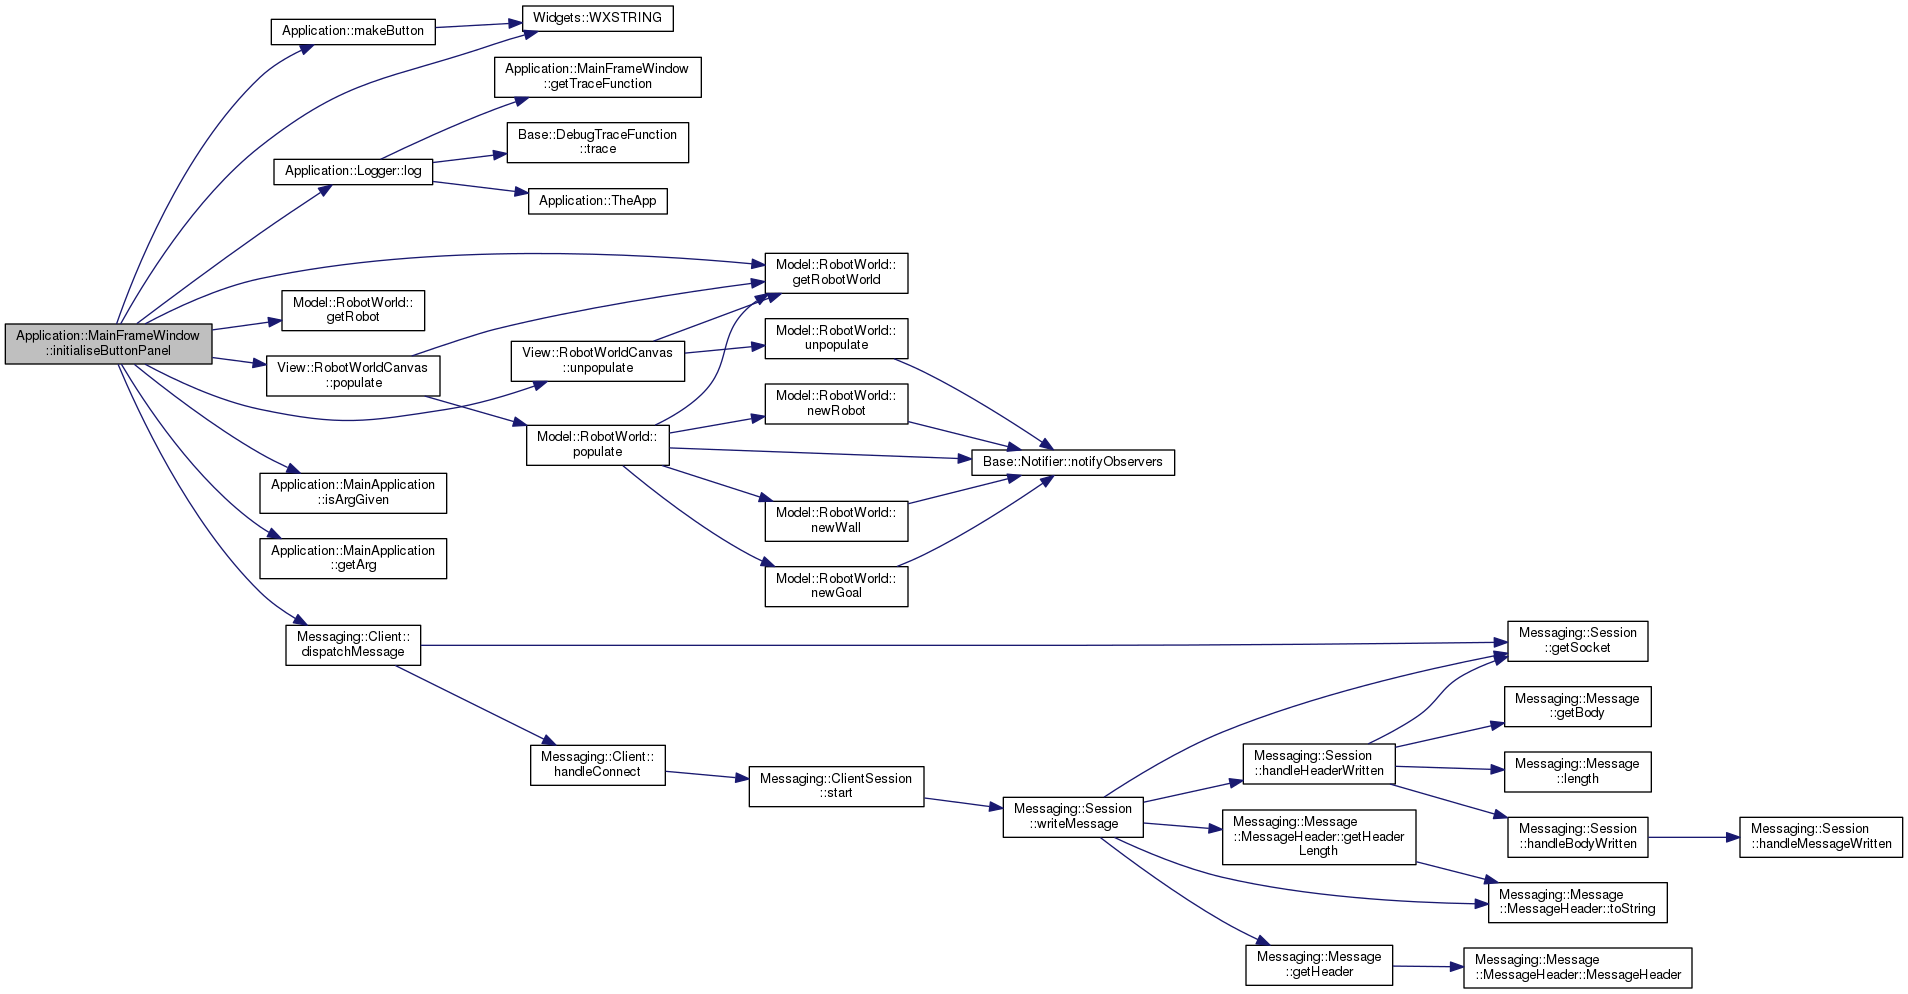 Application::makeButton
Widgets::WXSTRING
Application::MainFrameWindow
::getTraceFunction
Base::DebugTraceFunction
::trace
Application::Logger::log
Application::TheApp
Model::RobotWorld::
getRobotWorld
Model::RobotWorld::
getRobot
Application::MainFrameWindow
::initialiseButtonPanel
View::RobotWorldCanvas
::populate
View::RobotWorldCanvas
::unpopulate
Model::RobotWorld::
unpopulate
Model::RobotWorld::
newRobot
Model::RobotWorld::
populate
Base::Notifier::notifyObservers
Application::MainApplication
::isArgGiven
Model::RobotWorld::
newWall
Application::MainApplication
::getArg
Model::RobotWorld::
newGoal
Messaging::Client::
dispatchMessage
Messaging::Session
::getSocket
Messaging::Message
::getBody
Messaging::Client::
handleConnect
Messaging::ClientSession
::start
Messaging::Session
::handleHeaderWritten
Messaging::Message
::length
Messaging::Session
::writeMessage
Messaging::Message
::MessageHeader::getHeader
Length
Messaging::Session
::handleBodyWritten
Messaging::Session
::handleMessageWritten
Messaging::Message
::MessageHeader::toString
Messaging::Message
::getHeader
Messaging::Message
::MessageHeader::MessageHeader